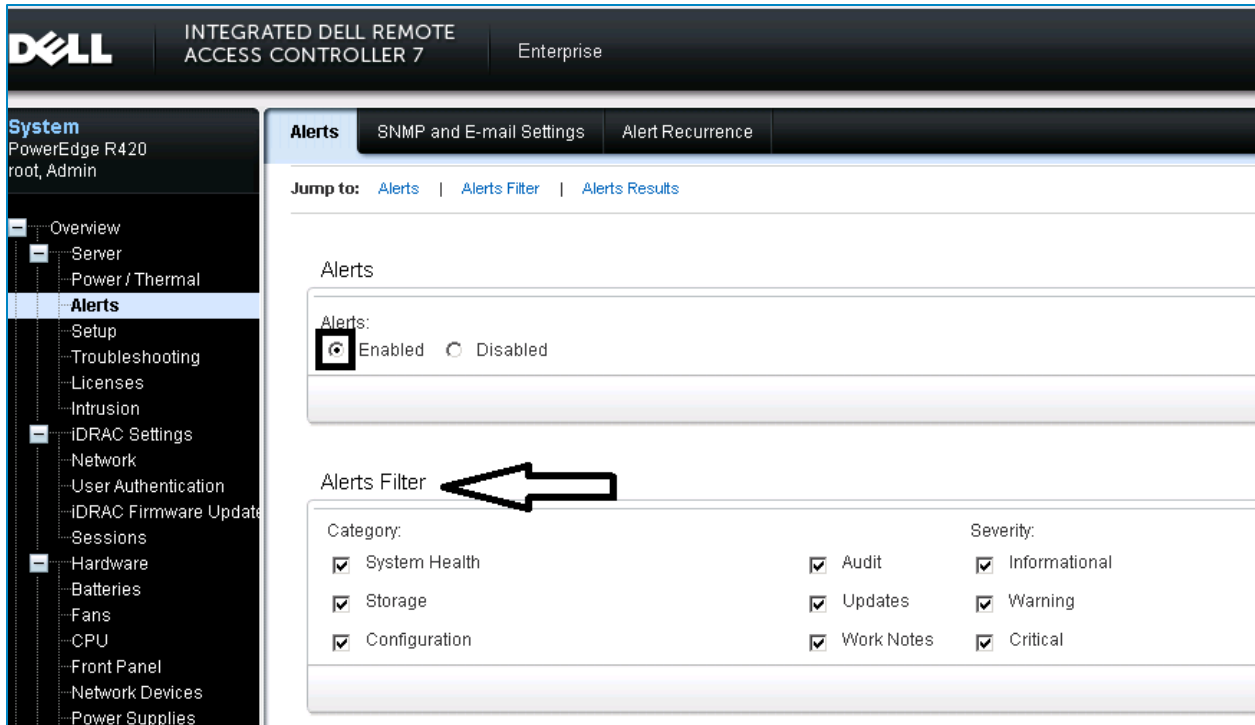 DELL
INTEGRATED DELL REMOTE
ACCESS CONTROLLER 7
Enterprise
System
PowerEdge R420
root, Admin
Overview
Server
Power / Thermal
Alerts
Setup
Troubleshooting
Licenses
Intrusion
iDRAC Settings
Network
User Authentication
iDRAC Firmware Update
Sessions
Hardware
Batteries
Fans
CPU
Front Panel
Network Devices
Power Supplies
Alerts SNMP and E-mail Settings Alert Recurrence
Jump to: Alerts | Alerts Filter | Alerts Results
Alerts
Alerts:
Enabled Disabled
Alerts Filter
Category: Severity:
System Health Audit Informational
Storage Updates Warning
Configuration Work Notes Critical